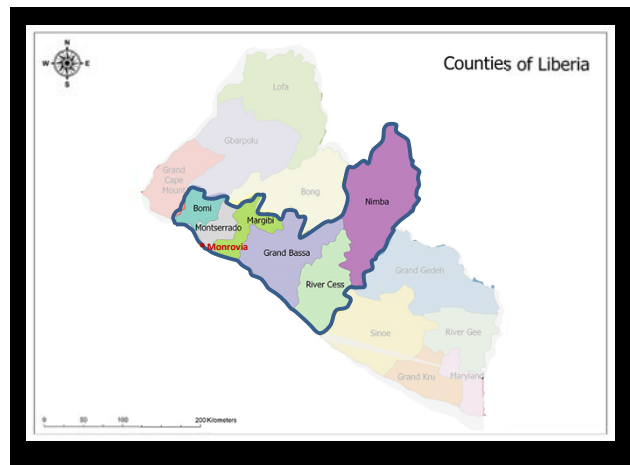 N
W E
S
Counties of Liberia
Lofa
Gbarpolu
Grand
Cape
Mount
Bong
Nimba
Bomi
Margibi
Montserrado
Monrovia
Grand Bassa
Grand Gedeh
River Cess
Sinoe
River Gee
Grand Kru
Maryland
0 50 100 200 Kilometers